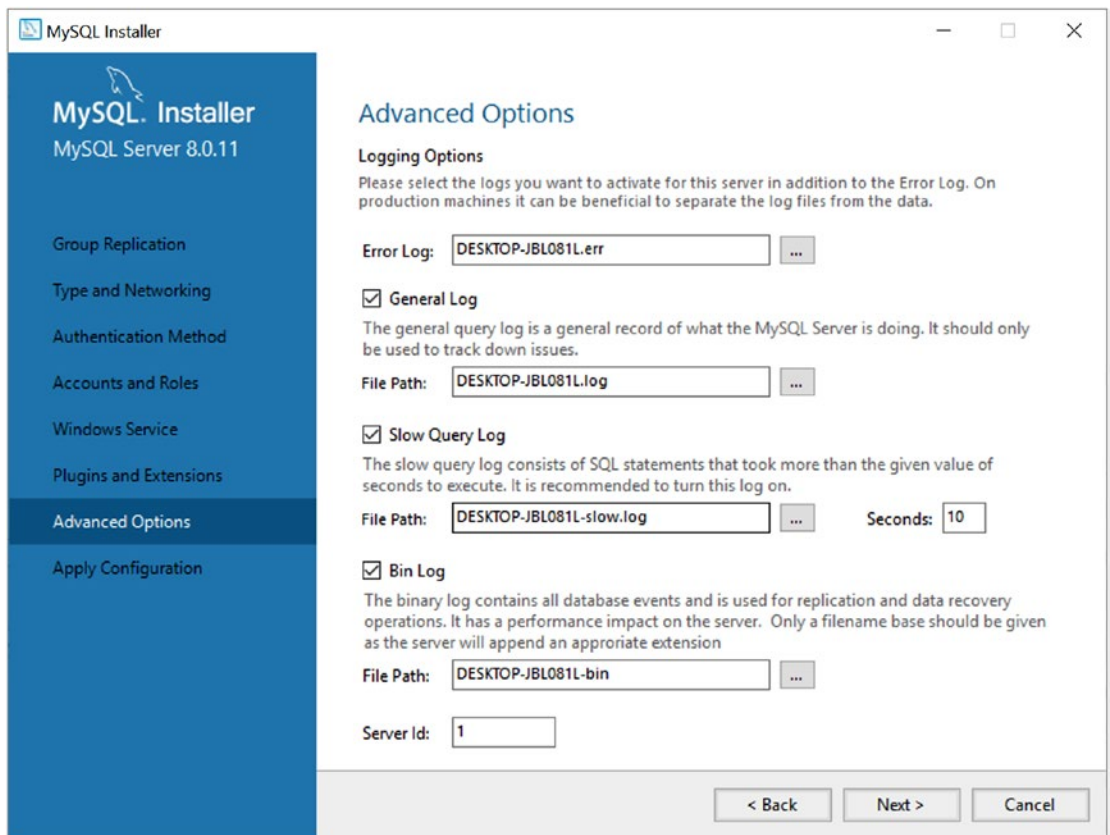 MySQL Installer
MySQL. Installer
MySQL Server 8.0.11
Group Replication
Type and Networking
Authentication Method
Accounts and Roles
Windows Service
Plugins and Extensions
Advanced Options
Apply Configuration
Advanced Options
Logging Options
Please select the logs you want to activate for this server in addition to the Error Log. On
production machines it can be beneficial to separate the log files from the data.
Error Log: DESKTOP-JBL081L.err ...
General Log
The general query log is a general record of what the MySQL Server is doing. It should only
be used to track down issues.
File Path: DESKTOP-JBL081L.log ...
Slow Query Log
The slow query log consists of SQL statements that took more than the given value of
seconds to execute. It is recommended to turn this log on.
File Path: DESKTOP-JBL081L-slow.log ... Seconds: 10
Bin Log
The binary log contains all database events and is used for replication and data recovery
operations. It has a performance impact on the server. Only a filename base should be given
as the server will append an approriate extension
File Path: DESKTOP-JBL081L-bin ...
Server Id: 1
< Back Next > Cancel